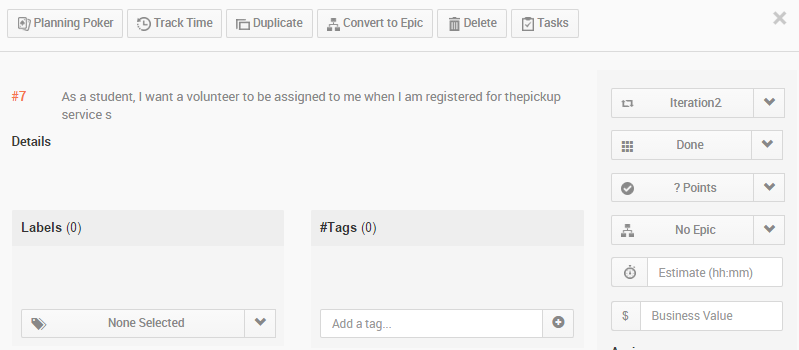 Planning Poker Track Time Duplicate Convert to Epic Delete Tasks
#7 As a student, I want a volunteer to be assigned to me when I am registered for thepickup
service s
Details
Iteration2
Done
? Points
No Epic
Estimate (hh:mm)
$ Business Value
Labels (0) #Tags (0)
None Selected Add a tag...